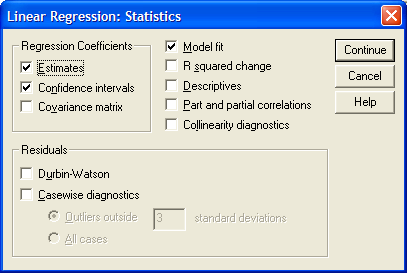 Linear Regression: Statistics
Regression Coefficients
Estimates
Confidence intervals
Covariance matrix
Model fit
R squared change
Descriptives
Part and partial correlations
Collinearity diagnostics
Continue
Cancel
Help
Residuals
Durbin-Watson
Casewise diagnostics
Outliers outside 3 standard deviations
All cases